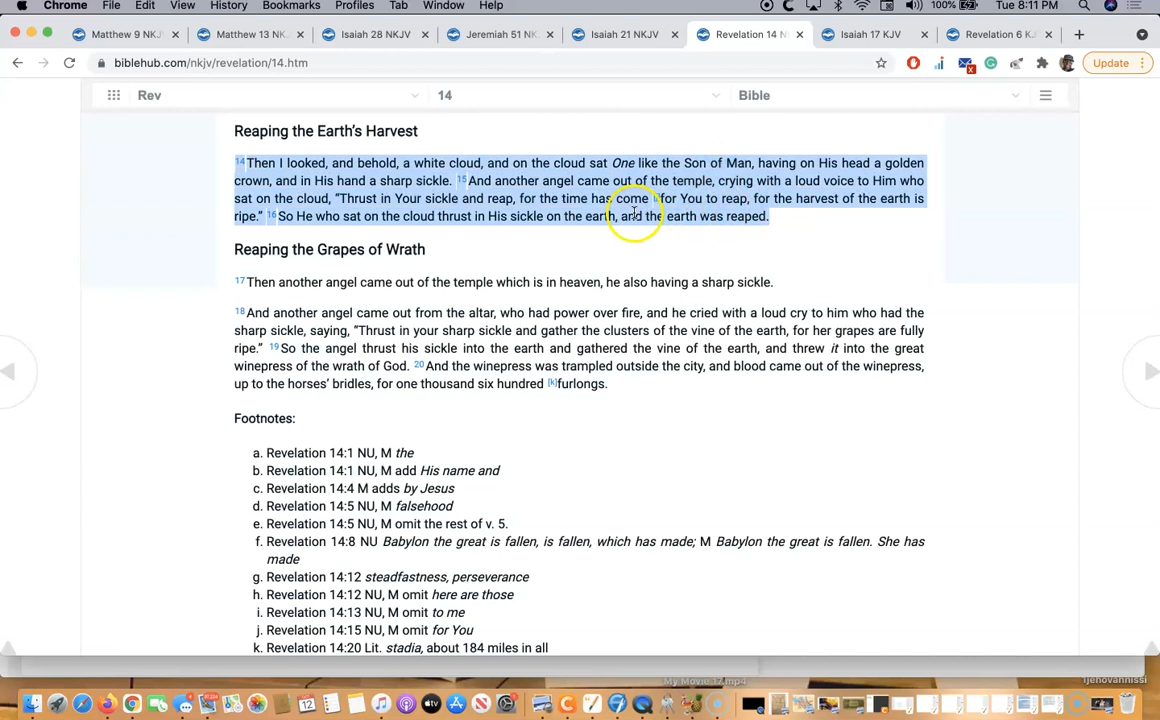 Chrome File Edit View History Bookmarks Profiles Tab Window Help 100% Tue 8:11 PM
Matthew 9 NKJV × Matthew 13 NK × Isaiah 28 NKJV × Jeremiah 51 NK × Isaiah 21 NKJV × Revelation 14 N × Isaiah 17 KJV × Revelation 6 KJ × +
biblehub.com/nkjv/revelation/14.htm Update
Rev 14 Bible
Reaping the Earth’s Harvest
14Then I looked, and behold, a white cloud, and on the cloud sat One like the Son of Man, having on His head a golden
crown, and in His hand a sharp sickle. 15And another angel came out of the temple, crying with a loud voice to Him who
sat on the cloud, “Thrust in Your sickle and reap, for the time has come for You to reap, for the harvest of the earth is
ripe.” 16So He who sat on the cloud thrust in His sickle on the earth, and the earth was reaped.
Reaping the Grapes of Wrath
17Then another angel came out of the temple which is in heaven, he also having a sharp sickle.
18And another angel came out from the altar, who had power over fire, and he cried with a loud cry to him who had the
sharp sickle, saying, “Thrust in your sharp sickle and gather the clusters of the vine of the earth, for her grapes are fully
ripe.” 19So the angel thrust his sickle into the earth and gathered the vine of the earth, and threw it into the great
winepress of the wrath of God. 20And the winepress was trampled outside the city, and blood came out of the winepress,
up to the horses’ bridles, for one thousand six hundred [k]furlongs.
Footnotes:
a. Revelation 14:1 NU, M the
b. Revelation 14:1 NU, M add His name and
c. Revelation 14:4 M adds by Jesus
d. Revelation 14:5 NU, M falsehood
e. Revelation 14:5 NU, M omit the rest of v. 5.
f. Revelation 14:8 NU Babylon the great is fallen, is fallen, which has made; M Babylon the great is fallen. She has
made
g. Revelation 14:12 steadfastness, perseverance
h. Revelation 14:12 NU, M omit here are those
i. Revelation 14:13 NU, M omit to me
j. Revelation 14:15 NU, M omit for You
k. Revelation 14:20 Lit. stadia, about 184 miles in all
My Movie 17.mp4
1jehovahnissi